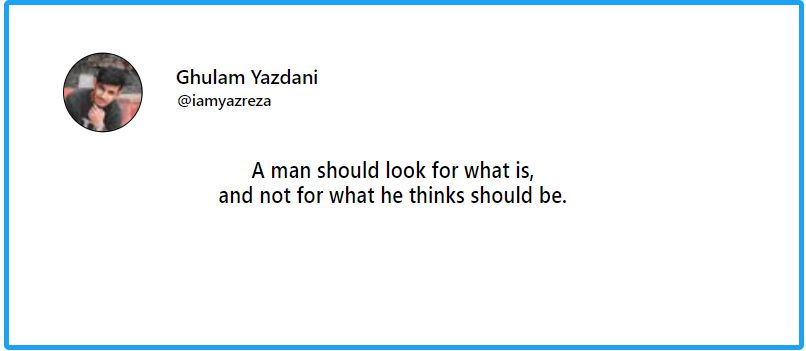 Ghulam Yazdani
@iamyazreza
A man should look for what is,
and not for what he thinks should be.